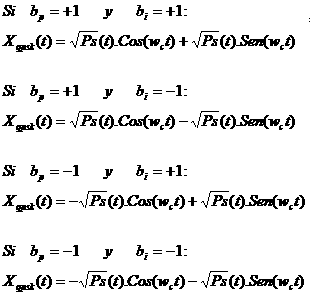 Si b_p = +1 y b_i = +1:
X_qpsk(t) = √Ps(t).Cos(w_c t) + √Ps(t).Sen(w_c t)
Si b_p = +1 y b_i = −1:
X_qpsk(t) = √Ps(t).Cos(w_c t) − √Ps(t).Sen(w_c t)
Si b_p = −1 y b_i = +1:
X_qpsk(t) = −√Ps(t).Cos(w_c t) + √Ps(t).Sen(w_c t)
Si b_p = −1 y b_i = −1:
X_qpsk(t) = −√Ps(t).Cos(w_c t) − √Ps(t).Sen(w_c t)